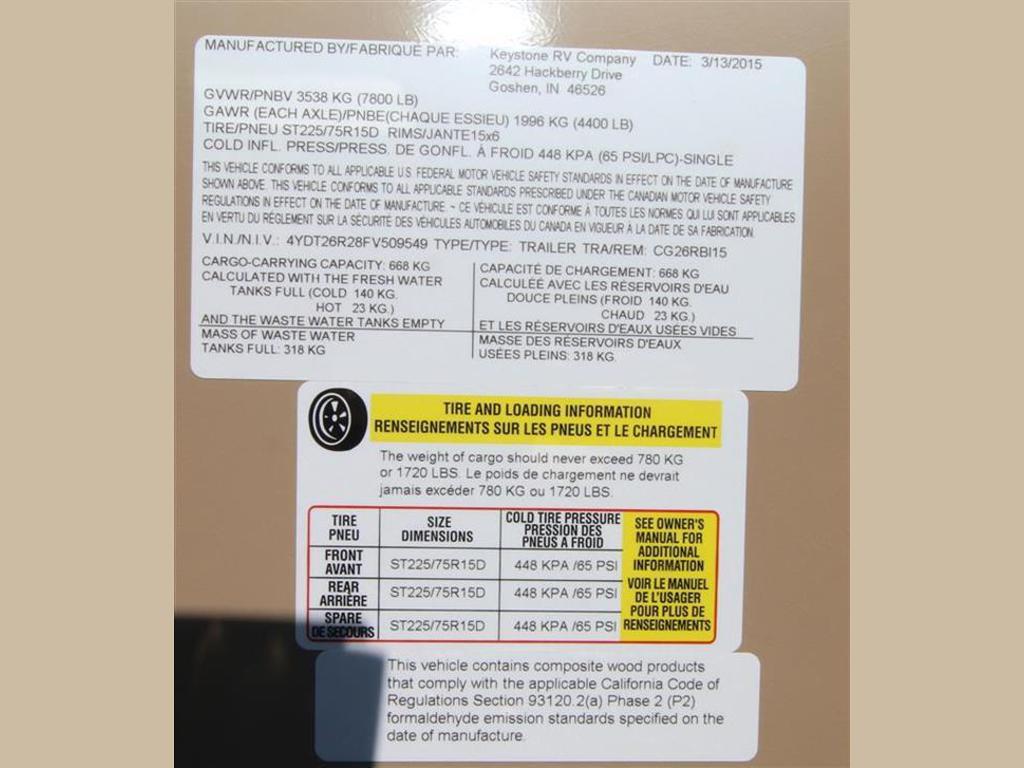 MANUFACTURED BY/FABRIQUÉ PAR: Keystone RV Company DATE: 3/13/2015
2642 Hackberry Drive
Goshen, IN 46526
GVWR/PNBV 3538 KG (7800 LB)
GAWR (EACH AXLE)/PNBE(CHAQUE ESSIEU) 1996 KG (4400 LB)
TIRE/PNEU ST225/75R15D RIMS/JANTE15x6
COLD INFL. PRESS/PRESS. DE GONFL. À FROID 448 KPA (65 PSI/LPC)-SINGLE
THIS VEHICLE CONFORMS TO ALL APPLICABLE U.S. FEDERAL MOTOR VEHICLE SAFETY STANDARDS IN EFFECT ON THE DATE OF MANUFACTURE
SHOWN ABOVE. THIS VEHICLE CONFORMS TO ALL APPLICABLE STANDARDS PRESCRIBED UNDER THE CANADIAN MOTOR VEHICLE SAFETY
REGULATIONS IN EFFECT ON THE DATE OF MANUFACTURE. ~ CE VÉHICULE EST CONFORME À TOUTES LES NORMES QUI LUI SONT APPLICABLES
EN VERTU DU RÉGLEMENT SUR LA SÉCURITÉ DES VÉHICULES AUTOMOBILES DU CANADA EN VIGUEUR À LA DATE DE SA FABRICATION.
V.I.N./N.I.V.: 4YDT26R28FV509549 TYPE/TYPE: TRAILER TRA/REM: CG26RBI15
CARGO-CARRYING CAPACITY: 668 KG
CALCULATED WITH THE FRESH WATER
TANKS FULL (COLD 140 KG.
HOT 23 KG.)
AND THE WASTE WATER TANKS EMPTY
MASS OF WASTE WATER
TANKS FULL: 318 KG
CAPACITÉ DE CHARGEMENT: 668 KG
CALCULÉE AVEC LES RÉSERVOIRS D'EAU
DOUCE PLEINS (FROID 140 KG.
CHAUD 23 KG.)
ET LES RÉSERVOIRS D'EAUX USÉES VIDES
MASSE DES RÉSERVOIRS D'EAUX
USÉES PLEINS: 318 KG.
TIRE AND LOADING INFORMATION
RENSEIGNEMENTS SUR LES PNEUS ET LE CHARGEMENT
The weight of cargo should never exceed 780 KG
or 1720 LBS. Le poids de chargement ne devrait
jamais excéder 780 KG ou 1720 LBS.
TIRE
PNEU
SIZE
DIMENSIONS
COLD TIRE PRESSURE
PRESSION DES
PNEUS A FROID
FRONT
AVANT
ST225/75R15D
448 KPA /65 PSI
REAR
ARRIÈRE
ST225/75R15D
448 KPA /65 PSI
SPARE
DE SECOURS
ST225/75R15D
448 KPA /65 PSI
SEE OWNER'S
MANUAL FOR
ADDITIONAL
INFORMATION
VOIR LE MANUEL
DE L'USAGER
POUR PLUS DE
RENSEIGNEMENTS
This vehicle contains composite wood products
that comply with the applicable California Code of
Regulations Section 93120.2(a) Phase 2 (P2)
formaldehyde emission standards specified on the
date of manufacture.